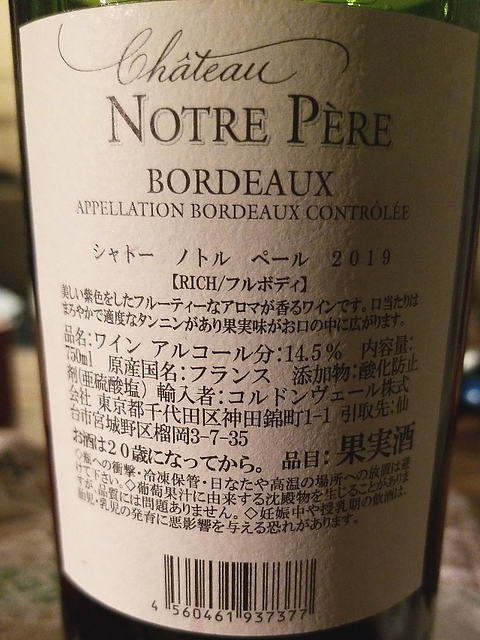 Château
NOTRE PÈRE
BORDEAUX
APPELLATION BORDEAUX CONTRÔLÉE
シャトー ノトル ペール 2019
【RICH/フルボディ】
美しい紫色をしたフルーティーなアロマが香るワインです。口当たりは
まろやかで適度なタンニンがあり果実味がお口の中に広がります。
品名:ワイン アルコール分:14.5% 内容量:
750ml 原産国名:フランス 添加物:酸化防止
剤(亜硫酸塩) 輸入者:コルドンヴェール株式
会社 東京都千代田区神田錦町1-1 引取先:仙
台市宮城野区榴岡3-7-35
お酒は20歳になってから。 品目:果実酒
◇瓶への衝撃・冷凍保管・日なたや高温の場所への放置は避
けて下さい。◇葡萄果汁に由来する沈殿物を生じることがありま
すが、品質には問題ありません。◇妊娠中や授乳期の飲酒は、
胎児・乳児の発育に悪影響を与える恐れがあります。
4 560461 937377